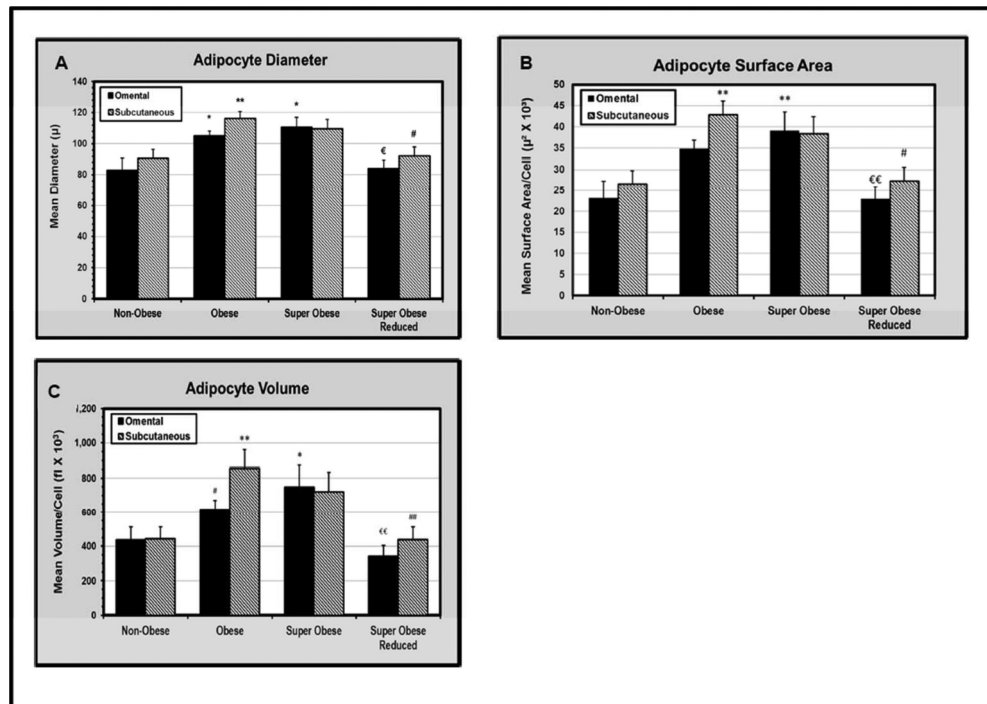 A
Adipocyte Diameter
Mean Diameter (µ)
140
120
100
80
60
40
20
0
Omental
Subcutaneous
*
**
*
€
#
Non-Obese
Obese
Super Obese
Super Obese
Reduced
B
Adipocyte Surface Area
Mean Surface Area/Cell (µ² X 10³)
50
45
40
35
30
25
20
15
10
5
0
Omental
Subcutaneous
**
**
€€
#
Non-Obese
Obese
Super Obese
Super Obese
Reduced
C
Adipocyte Volume
Mean Volume/Cell (fl X 10³)
,200
1,000
800
600
400
200
0
Omental
Subcutaneous
#
**
*
€€
##
Non-Obese
Obese
Super Obese
Super Obese
Reduced